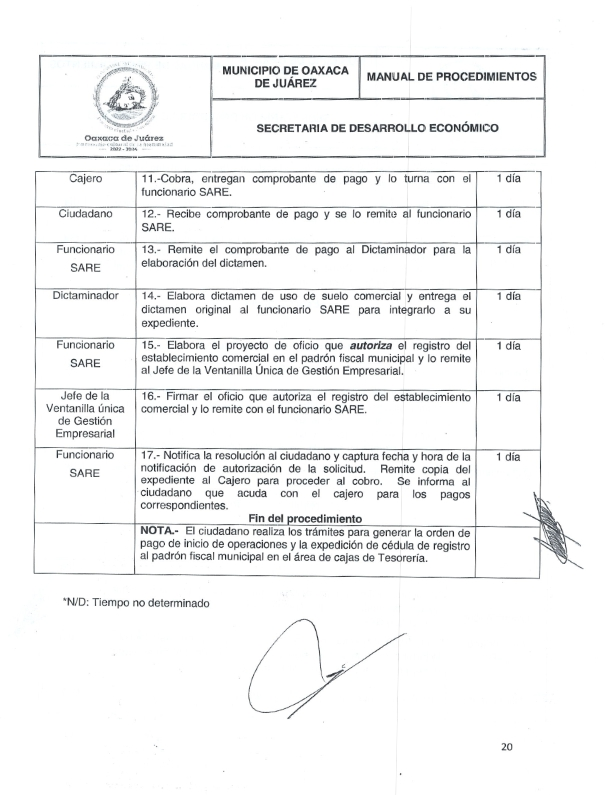 MUNICIPIO DE OAXACA
DE JUÁREZ
MANUAL DE PROCEDIMIENTOS
Oaxaca de Juárez
2022 - 2024
SECRETARIA DE DESARROLLO ECONÓMICO
Cajero
11.-Cobra, entregan comprobante de pago y lo turna con el
funcionario SARE.
1 día
Ciudadano
12.- Recibe comprobante de pago y se lo remite al funcionario
SARE.
1 día
Funcionario
SARE
13.- Remite el comprobante de pago al Dictaminador para la
elaboración del dictamen.
1 día
Dictaminador
14.- Elabora dictamen de uso de suelo comercial y entrega el
dictamen original al funcionario SARE para integrarlo a su
expediente.
1 día
Funcionario
SARE
15.- Elabora el proyecto de oficio que autoriza el registro del
establecimiento comercial en el padrón fiscal municipal y lo remite
al Jefe de la Ventanilla Única de Gestión Empresarial.
1 día
Jefe de la
Ventanilla única
de Gestión
Empresarial
16.- Firmar el oficio que autoriza el registro del establecimiento
comercial y lo remite con el funcionario SARE.
1 día
Funcionario
SARE
17.- Notifica la resolución al ciudadano y captura fecha y hora de la
notificación de autorización de la solicitud. Remite copia del
expediente al Cajero para proceder al cobro. Se informa al
ciudadano que acuda con el cajero para los pagos
correspondientes.
Fin del procedimiento
1 día
NOTA.- El ciudadano realiza los trámites para generar la orden de
pago de inicio de operaciones y la expedición de cédula de registro
al padrón fiscal municipal en el área de cajas de Tesorería.
*N/D: Tiempo no determinado
20